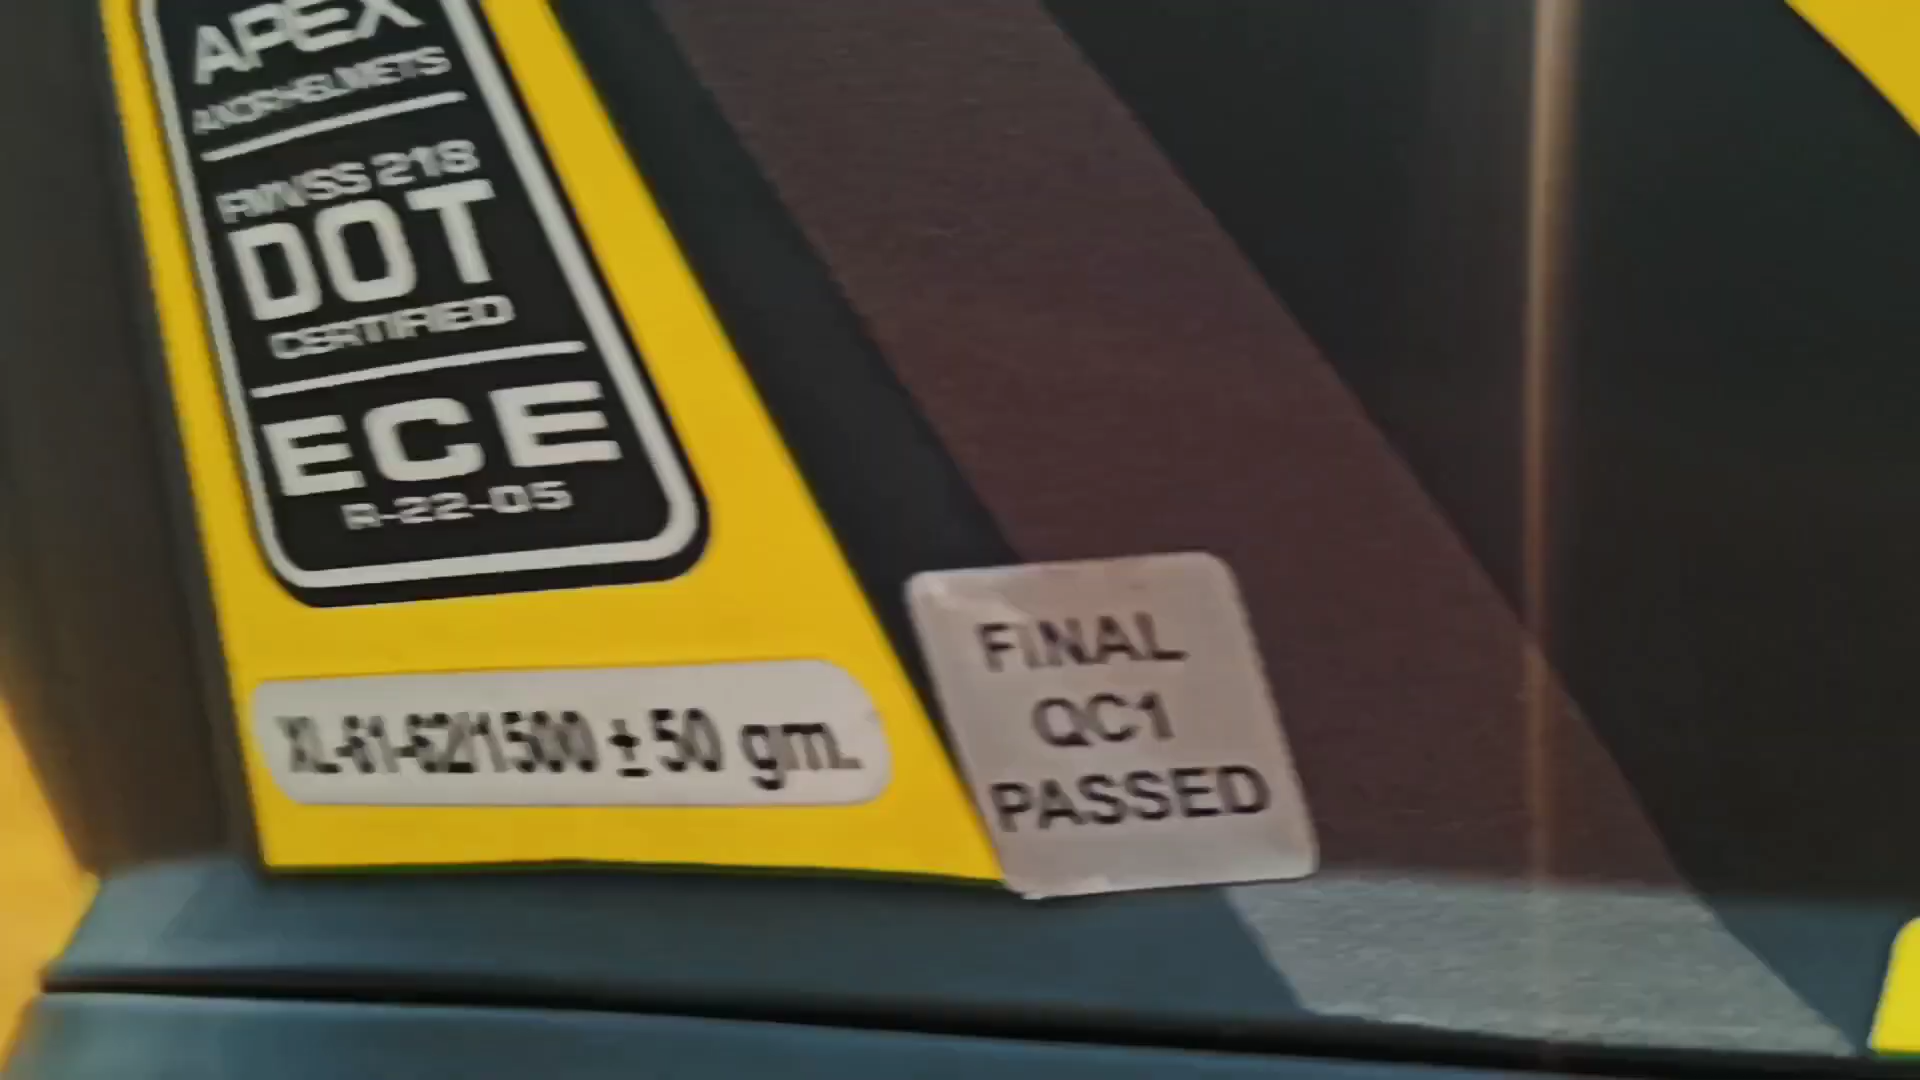 APEX
FMVSS 218
DOT
CERTIFIED
ECE
R-22-05
XL-61-62/1500 ± 50 gm.
FINAL
QC1
PASSED